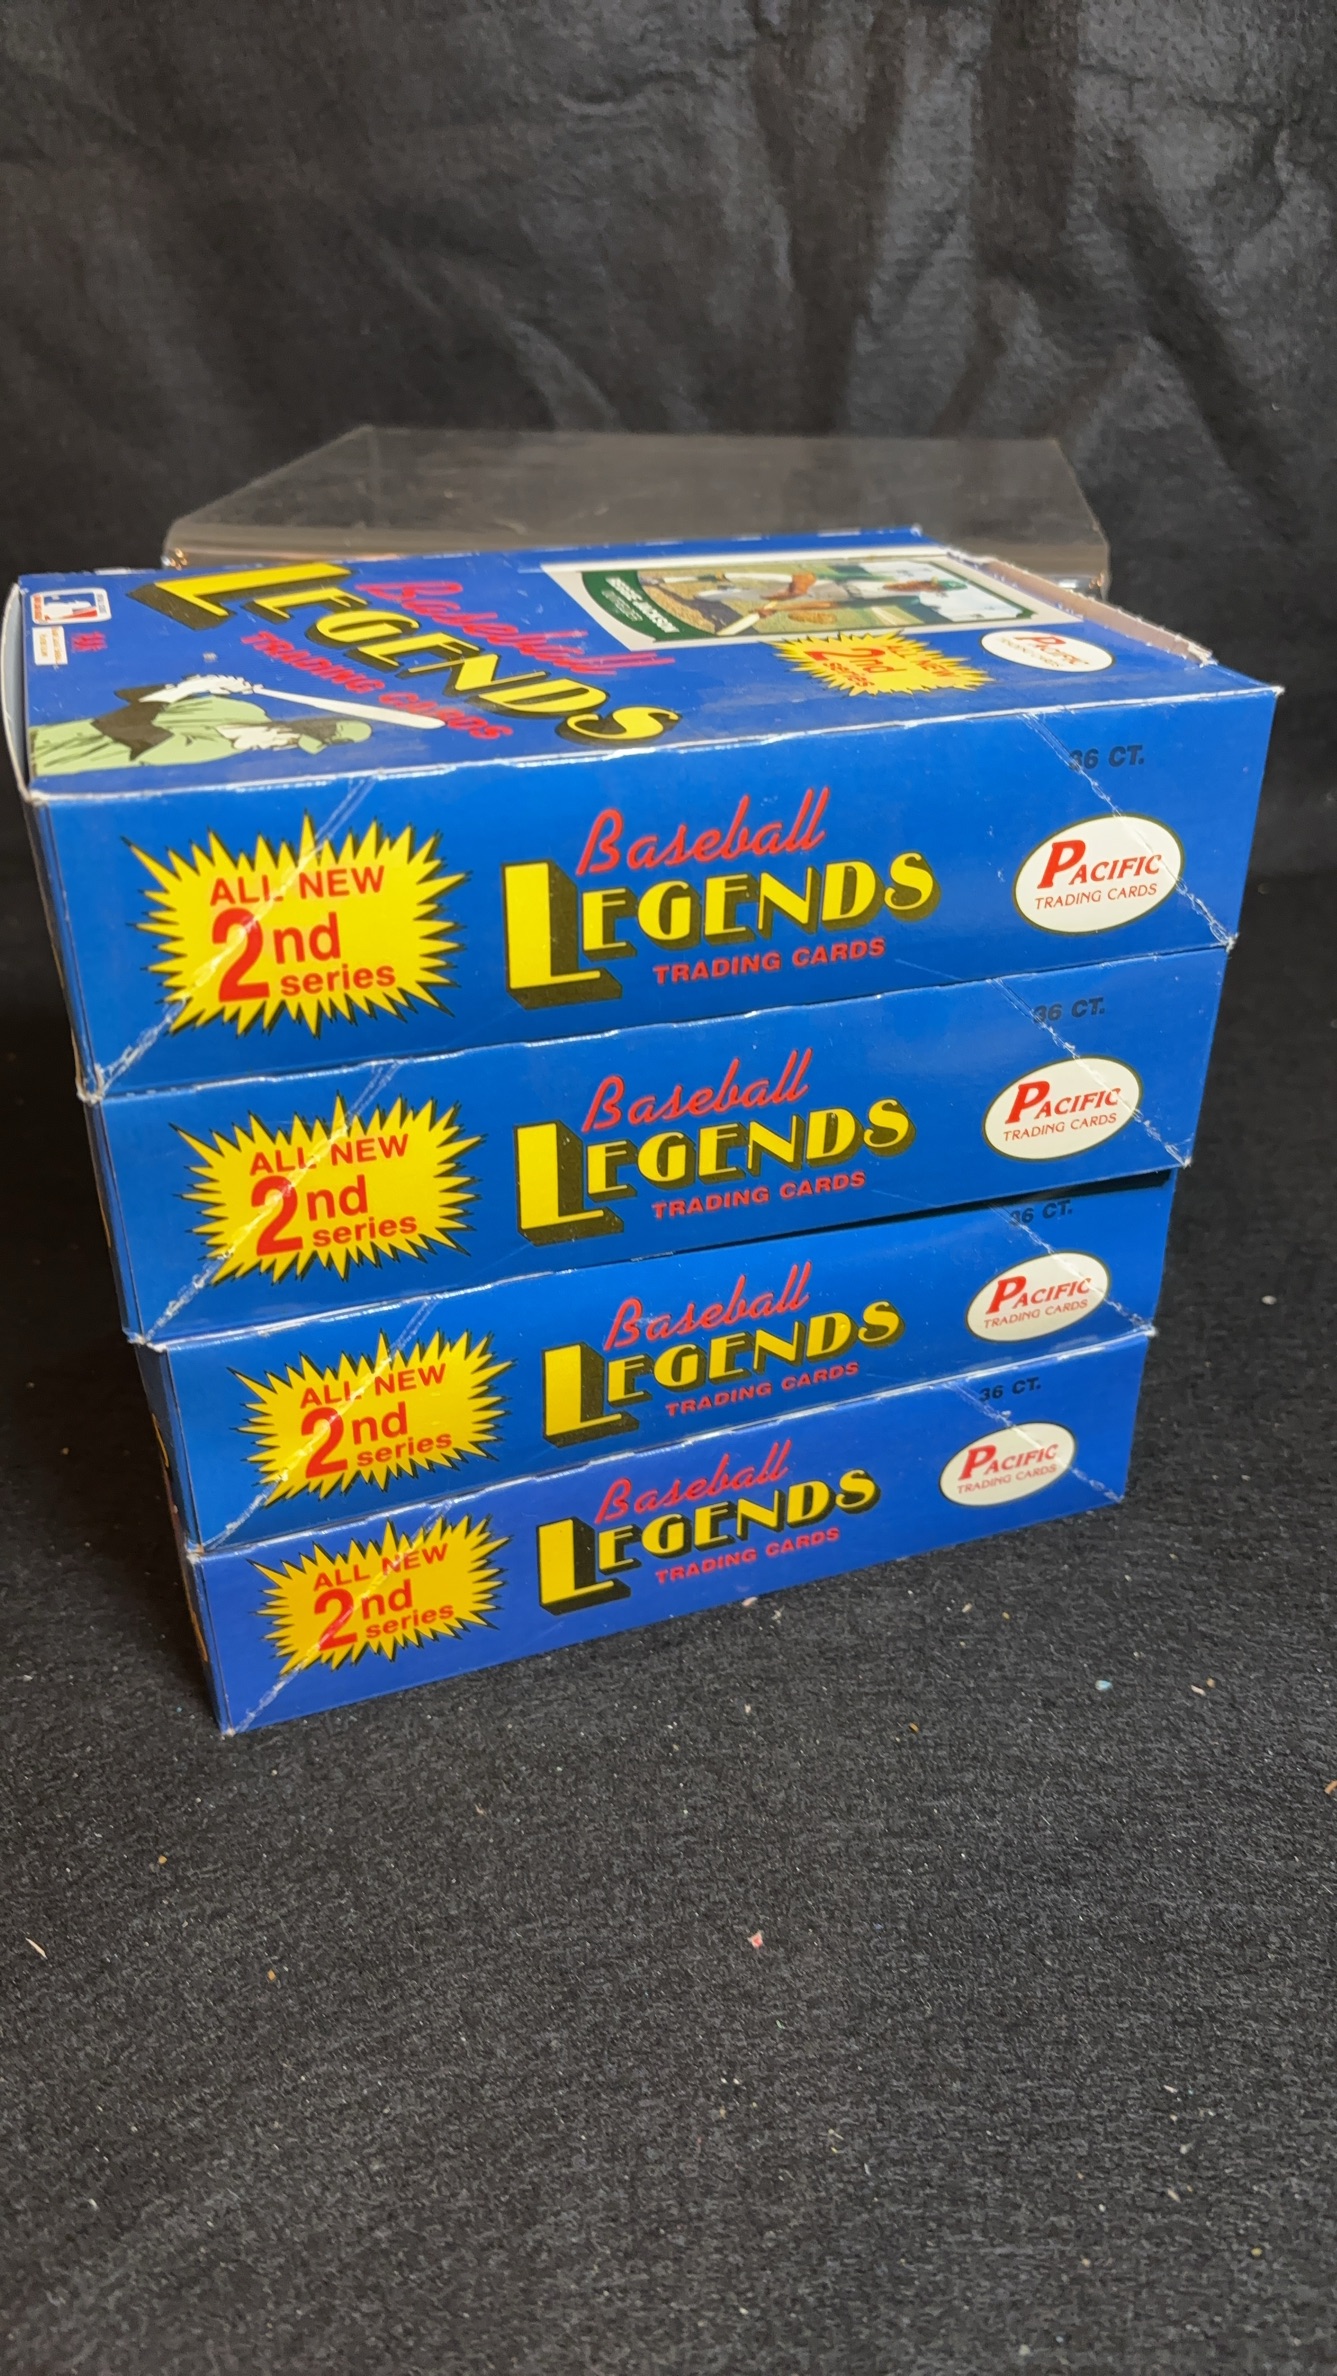 Baseball
LEGENDS
TRADING CARDS
REGGIE JACKSON
OUTFIELDER
ALL NEW
2nd
series
PACIFIC
TRADING CARDS
36 CT.
ALL NEW
2nd
series
Baseball
LEGENDS
TRADING CARDS
PACIFIC
TRADING CARDS
36 CT.
ALL NEW
2nd
series
Baseball
LEGENDS
TRADING CARDS
PACIFIC
TRADING CARDS
36 CT.
ALL NEW
2nd
series
Baseball
LEGENDS
TRADING CARDS
PACIFIC
TRADING CARDS
36 CT.
ALL NEW
2nd
series
Baseball
LEGENDS
TRADING CARDS
PACIFIC
TRADING CARDS